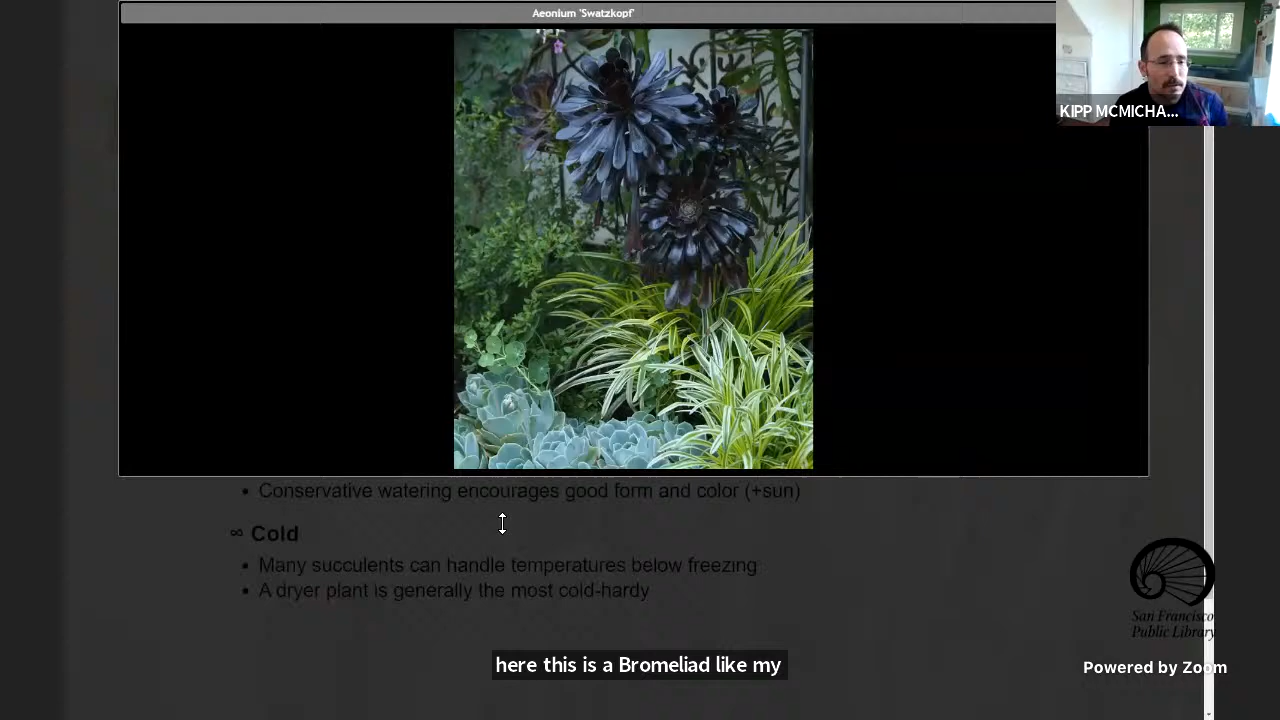 Aeonium 'Swatzkopf'
KIPP MCMICHA...
• Conservative watering encourages good form and color (+sun)
∞ Cold
• Many succulents can handle temperatures below freezing
• A dryer plant is generally the most cold-hardy
San Francisco
Public Library
here this is a Bromeliad like my
Powered by Zoom